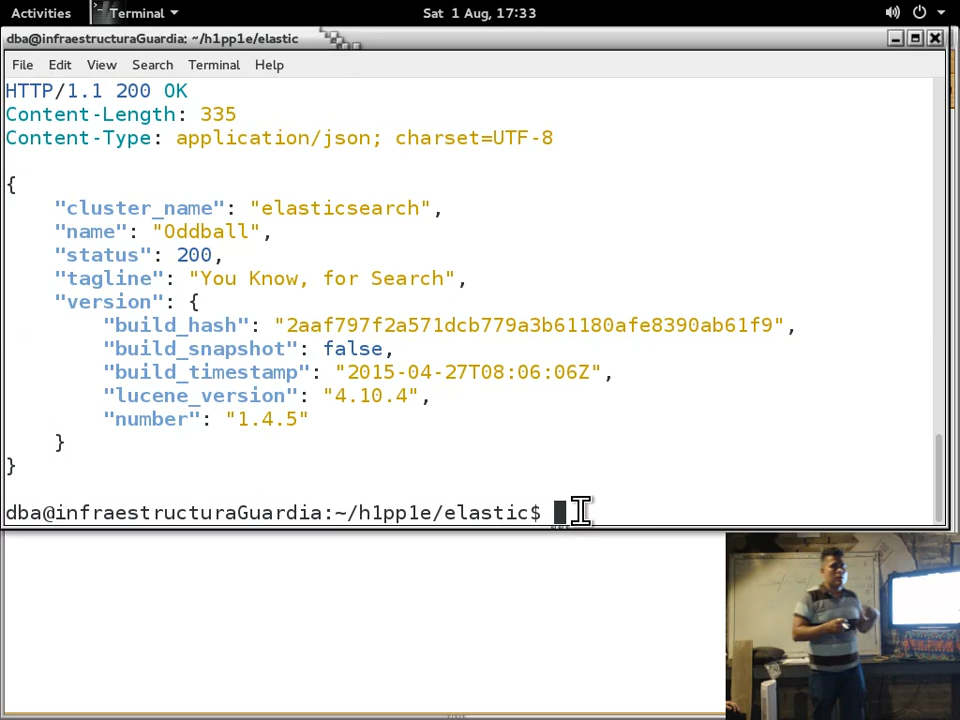 Activities Terminal Sat 1 Aug, 17:33
dba@infraestructuraGuardia: ~/h1pp1e/elastic
File Edit View Search Terminal Help
HTTP/1.1 200 OK
Content-Length: 335
Content-Type: application/json; charset=UTF-8
{
"cluster_name": "elasticsearch",
"name": "Oddball",
"status": 200,
"tagline": "You Know, for Search",
"version": {
"build_hash": "2aaf797f2a571dcb779a3b61180afe8390ab61f9",
"build_snapshot": false,
"build_timestamp": "2015-04-27T08:06:06Z",
"lucene_version": "4.10.4",
"number": "1.4.5"
}
}
dba@infraestructuraGuardia:~/h1pp1e/elastic$